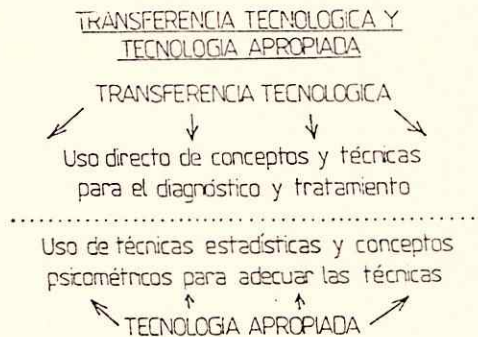 TRANSFERENCIA TECNOLOGICA Y
TECNOLOGIA APROPIADA
TRANSFERENCIA TECNOLOGICA
Uso directo de conceptos y técnicas
para el diagnóstico y tratamiento
Uso de técnicas estadísticas y conceptos
psicométricos para adecuar las técnicas
TECNOLOGIA APROPIADA